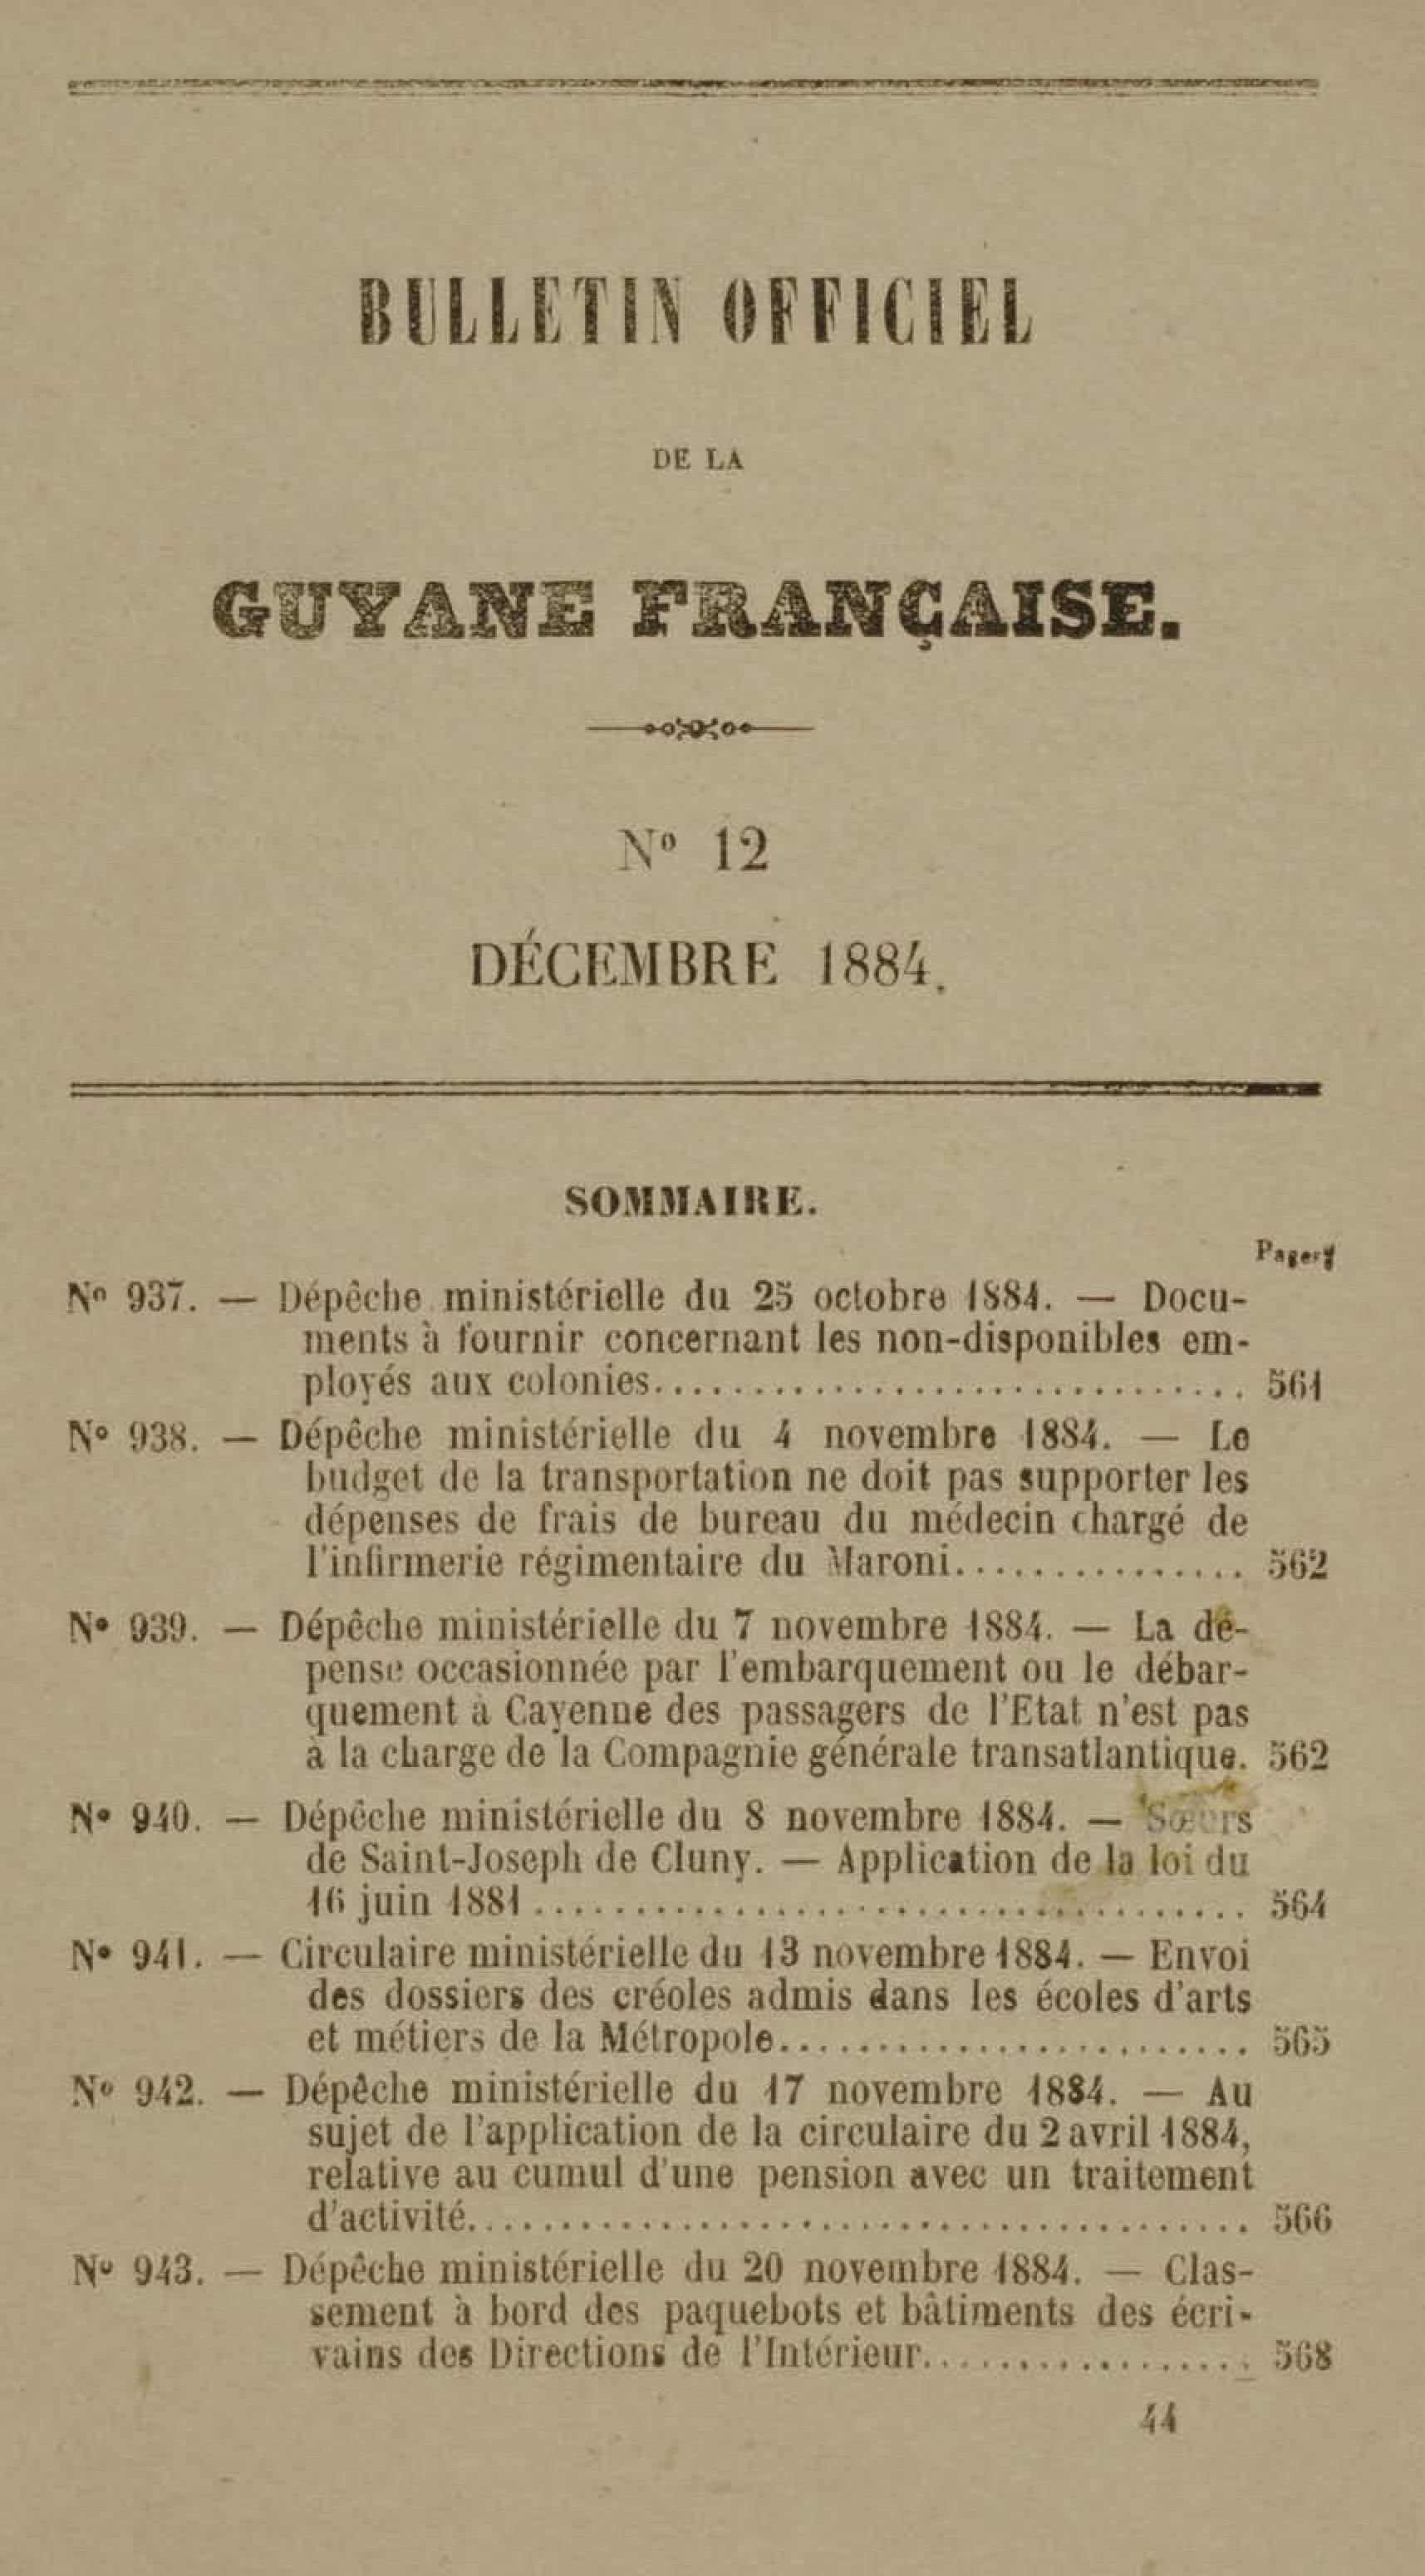 BULLETIN OFFICIEL
DE LA
GUYANE FRANÇAISE.
Nº 12
DÉCEMBRE 1884.
SOMMAIRE.
Pages
Nº 937. — Dépêche ministérielle du 25 octobre 1884. — Docu-
ments à fournir concernant les non-disponibles em-
ployés aux colonies.............................. 561
Nº 938. — Dépêche ministérielle du 4 novembre 1884. — Le
budget de la transportation ne doit pas supporter les
dépenses de frais de bureau du médecin chargé de
l'infirmerie régimentaire du Maroni............... 562
Nº 939. — Dépêche ministérielle du 7 novembre 1884. — La dé-
pense occasionnée par l'embarquement ou le débar-
quement à Cayenne des passagers de l'Etat n'est pas
à la charge de la Compagnie générale transatlantique. 562
Nº 940. — Dépêche ministérielle du 8 novembre 1884. — Sœurs
de Saint-Joseph de Cluny. — Application de la loi du
16 juin 1881.................................... 564
Nº 941. — Circulaire ministérielle du 13 novembre 1884. — Envoi
des dossiers des créoles admis dans les écoles d'arts
et métiers de la Métropole........................ 565
Nº 942. — Dépêche ministérielle du 17 novembre 1884. — Au
sujet de l'application de la circulaire du 2 avril 1884,
relative au cumul d'une pension avec un traitement
d'activité........................................ 566
Nº 943. — Dépêche ministérielle du 20 novembre 1884. — Clas-
sement à bord des paquebots et bâtiments des écri-
vains des Directions de l'Intérieur................. 568
44